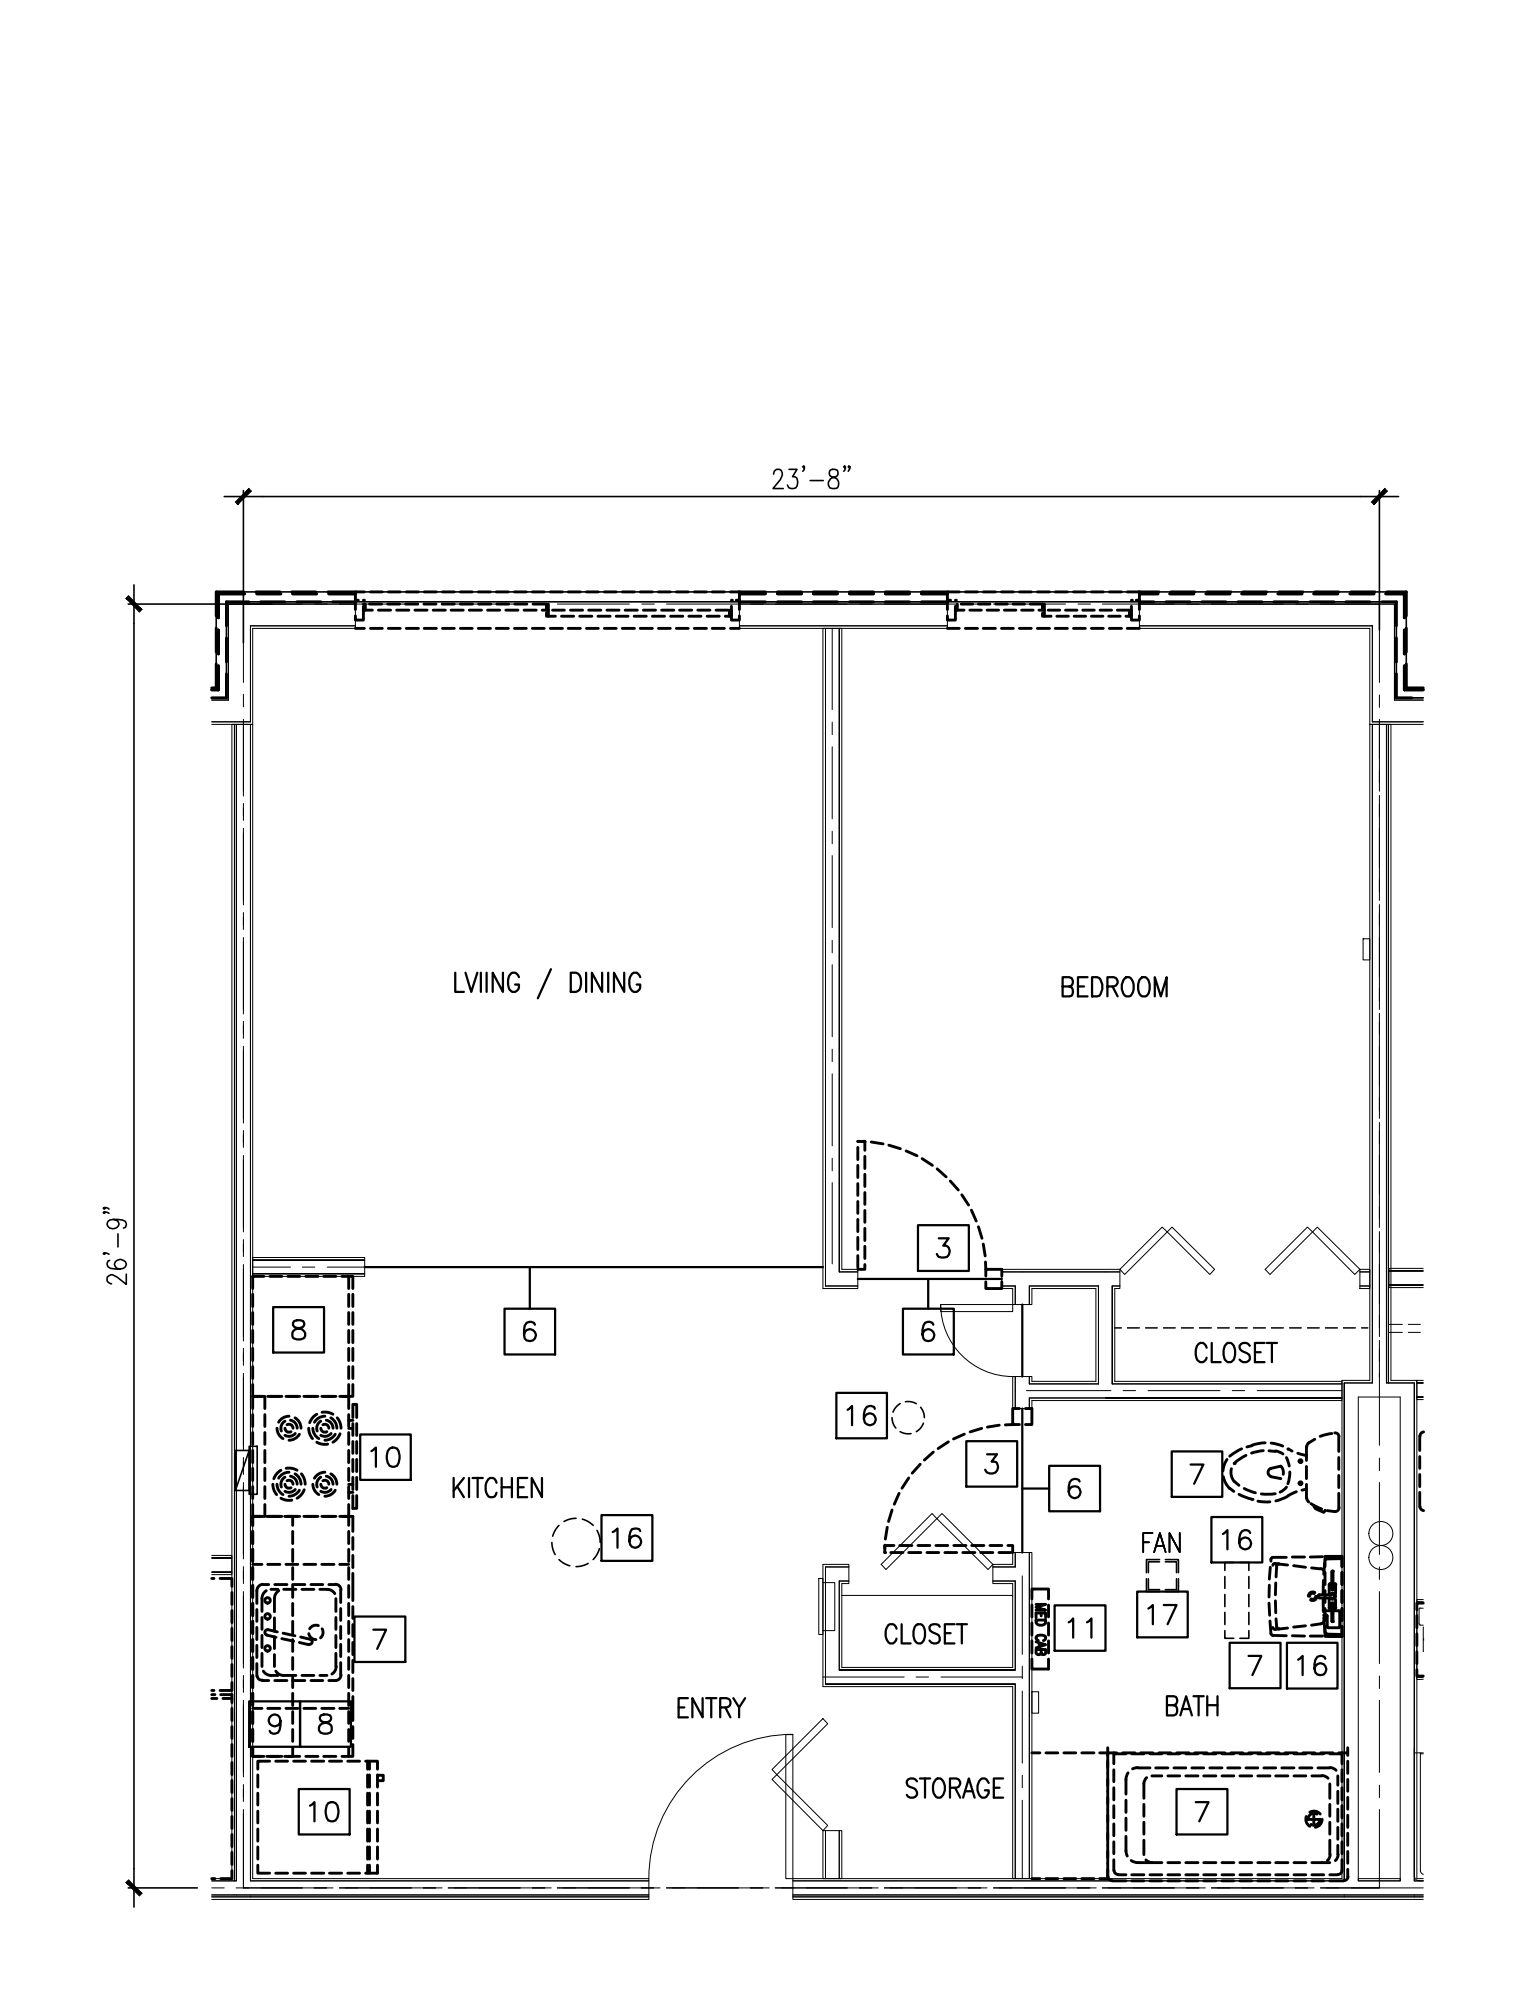 23'-8"
26'-9"
LVIING / DINING
BEDROOM
3
8
6
6
CLOSET
16
10
3
7
KITCHEN
6
16
FAN
16
11
17
MED CAB
7
CLOSET
7
16
ENTRY
BATH
9
8
STORAGE
10
7